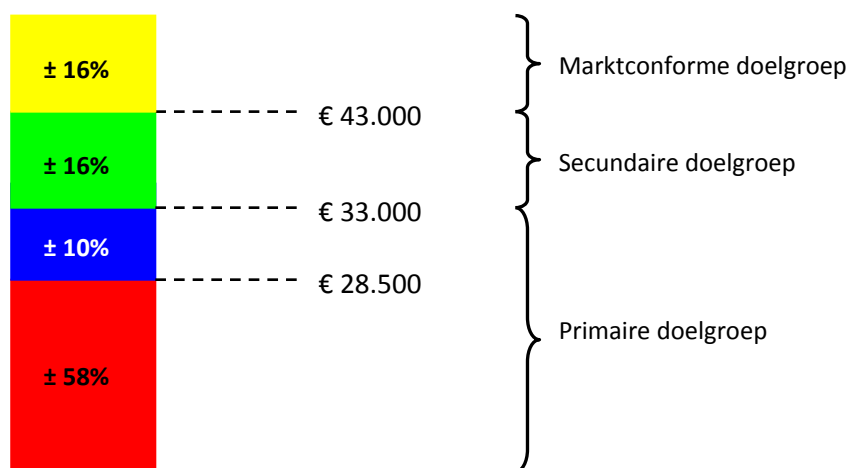 ± 16%
Marktconforme doelgroep
€ 43.000
± 16%
Secundaire doelgroep
€ 33.000
± 10%
€ 28.500
Primaire doelgroep
± 58%